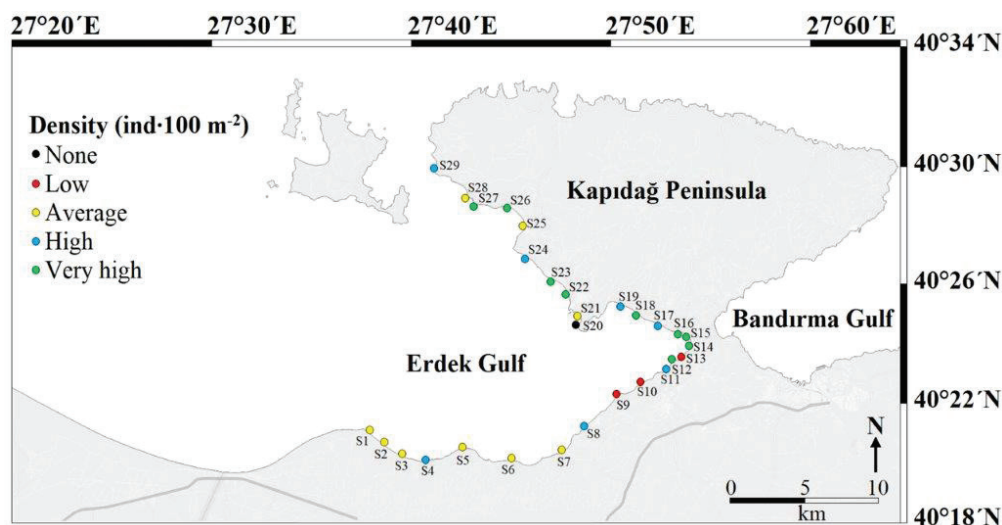 27°20´E 27°30´E 27°40´E 27°50´E 27°60´E
40°34´N
Density (ind·100 m⁻²)
None
Low
Average
High
Very high
40°30´N
S29
S28
S27
S26
S25
Kapıdağ Peninsula
S24
40°26´N
S23
S22
S21
S20
S19
S18
S17
S16
S15
S14
S13
S12
S11
S10
S9
Bandırma Gulf
Erdek Gulf
40°22´N
S8
S7
S6
S5
S4
S3
S2
S1
N
0 5 10
km
40°18´N